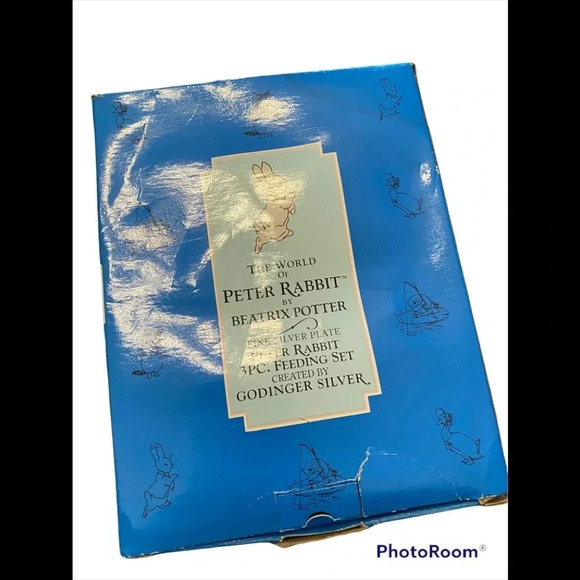 THE WORLD
OF
PETER RABBIT™
BY
BEATRIX POTTER
FINE SILVER PLATE
PETER RABBIT
3PC. FEEDING SET
CREATED BY
GODINGER SILVER
PhotoRoom®